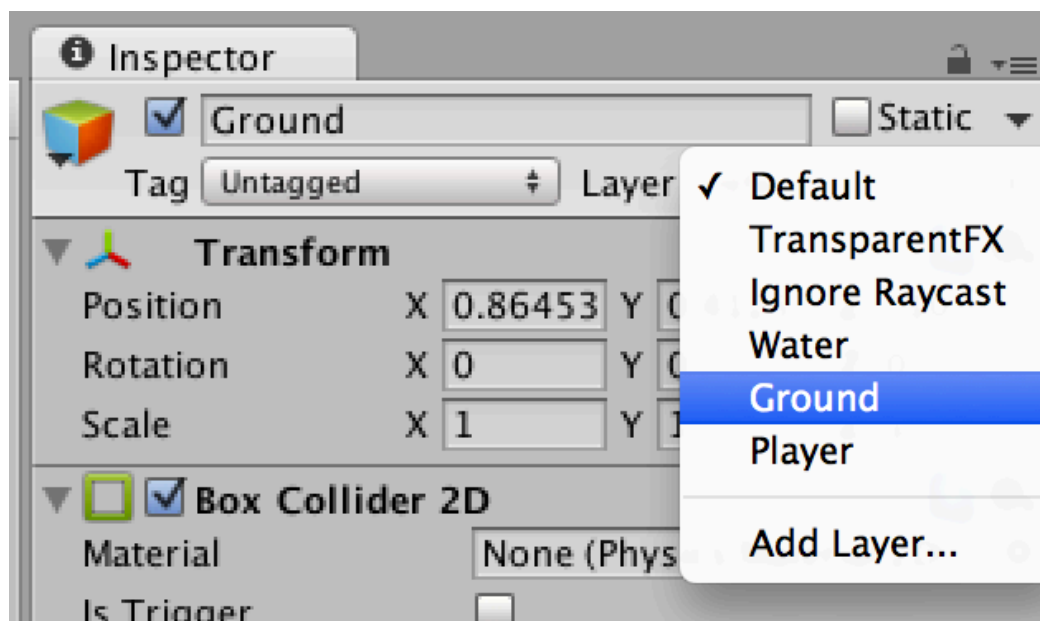 Inspector
Ground
Static
Tag Untagged Layer
Default
TransparentFX
Ignore Raycast
Water
Ground
Player
Add Layer...
Transform
Position X 0.86453 Y
Rotation X 0 Y
Scale X 1 Y
Box Collider 2D
Material None (Phys
Is Trigger